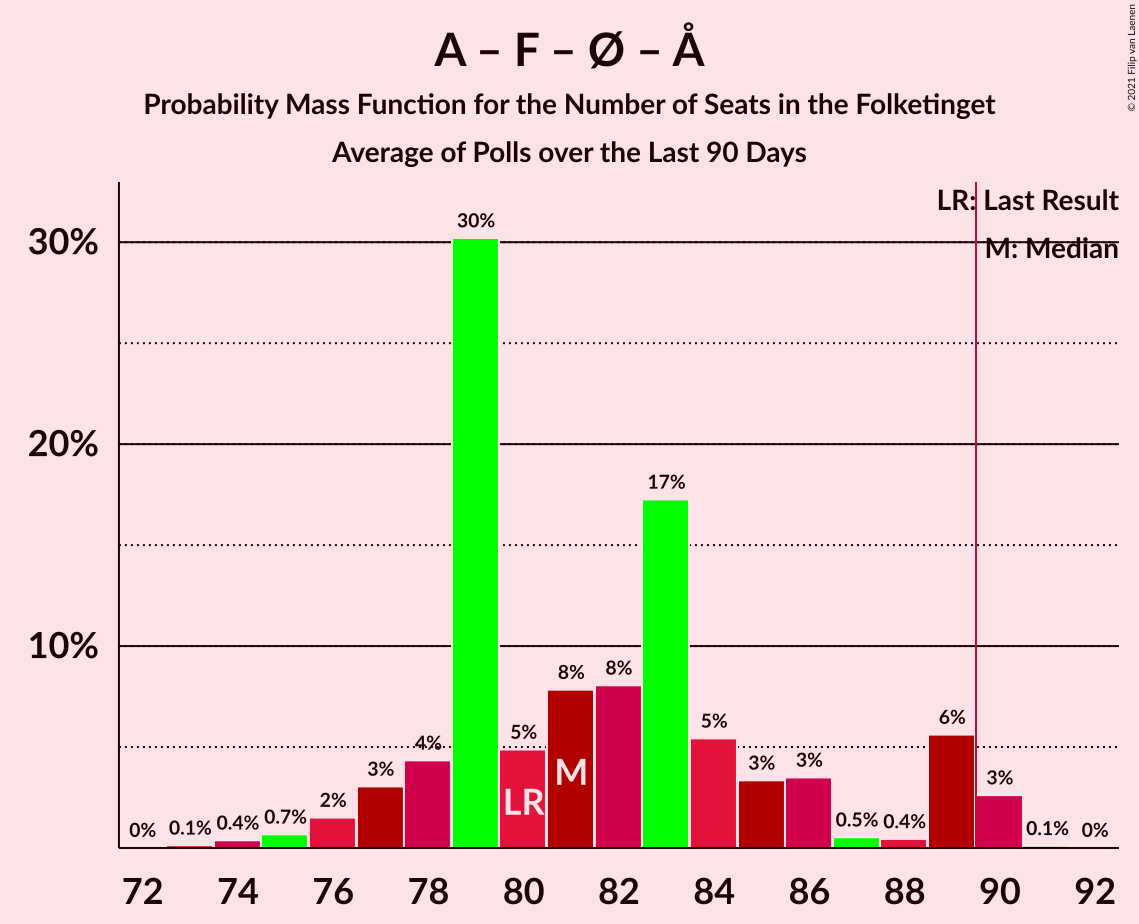 A – F – Ø – Å
Probability Mass Function for the Number of Seats in the Folketinget
Average of Polls over the Last 90 Days
© 2021 Filip van Laenen
LR: Last Result
M: Median
30%
20%
10%
0%
0.1%
0.4%
0.7%
2%
3%
4%
30%
5%
8%
8%
17%
5%
3%
3%
0.5%
0.4%
6%
3%
0.1%
0%
LR
M
72 74 76 78 80 82 84 86 88 90 92